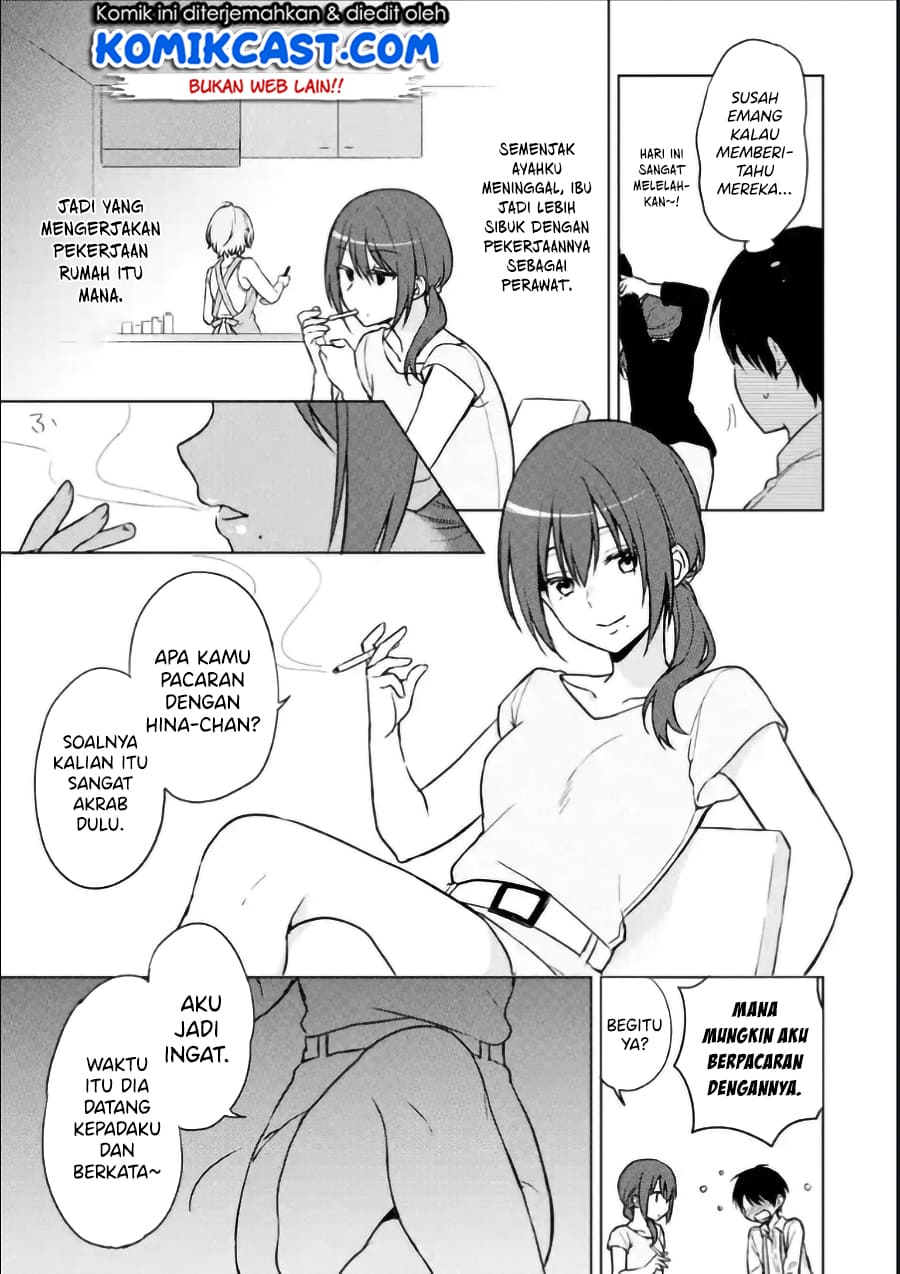 Komik ini diterjemahkan & diedit oleh
KOMIKCAST.COM
BUKAN WEB LAIN!!
SUSAH
EMANG
KALAU
MEMBERI-
TAHU
MEREKA...
HARI INI
SANGAT
MELELAH-
KAN~!
SEMENJAK
AYAHKU
MENINGGAL, IBU
JADI LEBIH
SIBUK DENGAN
PEKERJAANNYA
SEBAGAI
PERAWAT.
JADI YANG
MENGERJAKAN
PEKERJAAN
RUMAH ITU
MANA.
APA KAMU
PACARAN
DENGAN
HINA-CHAN?
SOALNYA
KALIAN ITU
SANGAT
AKRAB
DULU.
MANA
MUNGKIN AKU
BERPACARAN
DENGANNYA.
BEGITU
YA?
AKU
JADI
INGAT.
WAKTU
ITU DIA
DATANG
KEPADAKU
DAN
BERKATA~